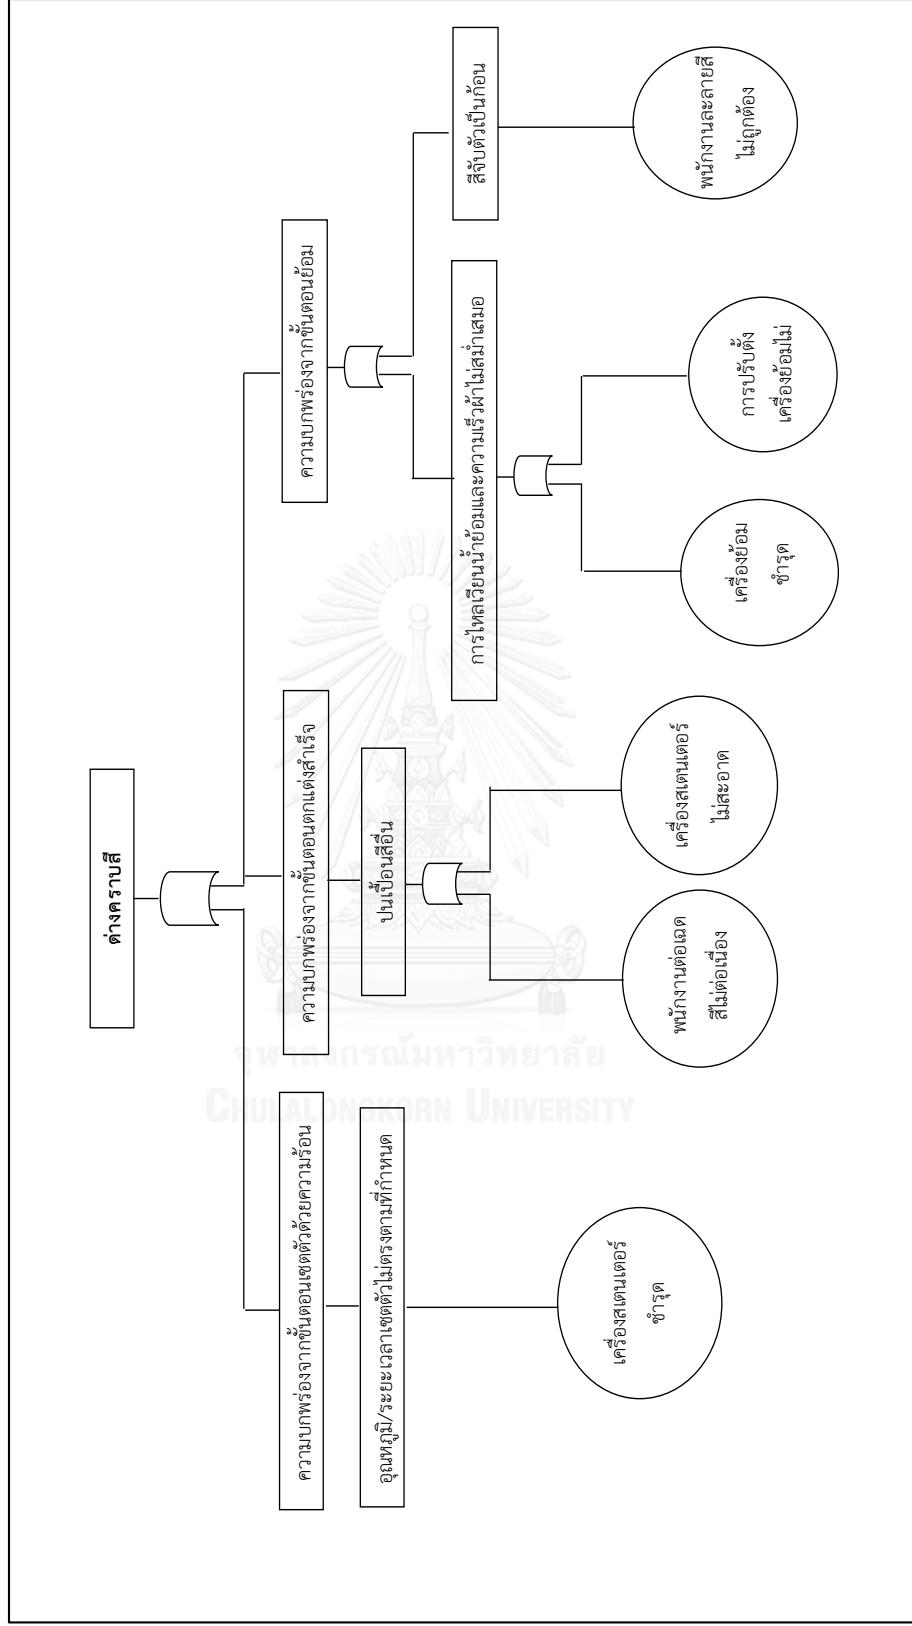 ด่างคราบสี
ความบกพร่องจากขั้นตอนเซตตัวด้วยความร้อน
ความบกพร่องจากขั้นตอนตกแต่งสำเร็จ
ความบกพร่องจากขั้นตอนย้อม
อุณหภูมิ/ระยะเวลาเซตตัวไม่ตรงตามที่กำหนด
ปนเปื้อนสีอื่น
การไหลเวียนน้ำย้อมและความเร็วผ้าไม่สม่ำเสมอ
สีจับตัวเป็นก้อน
เครื่องสเตนเตอร์
ชำรุด
พนักงานต่อเฉด
สีไม่ต่อเนื่อง
เครื่องสเตนเตอร์
ไม่สะอาด
เครื่องย้อม
ชำรุด
การปรับตั้ง
เครื่องย้อมไม่
พนักงานละลายสี
ไม่ถูกต้อง
จุฬาลงกรณ์มหาวิทยาลัย
CHULALONGKORN UNIVERSITY